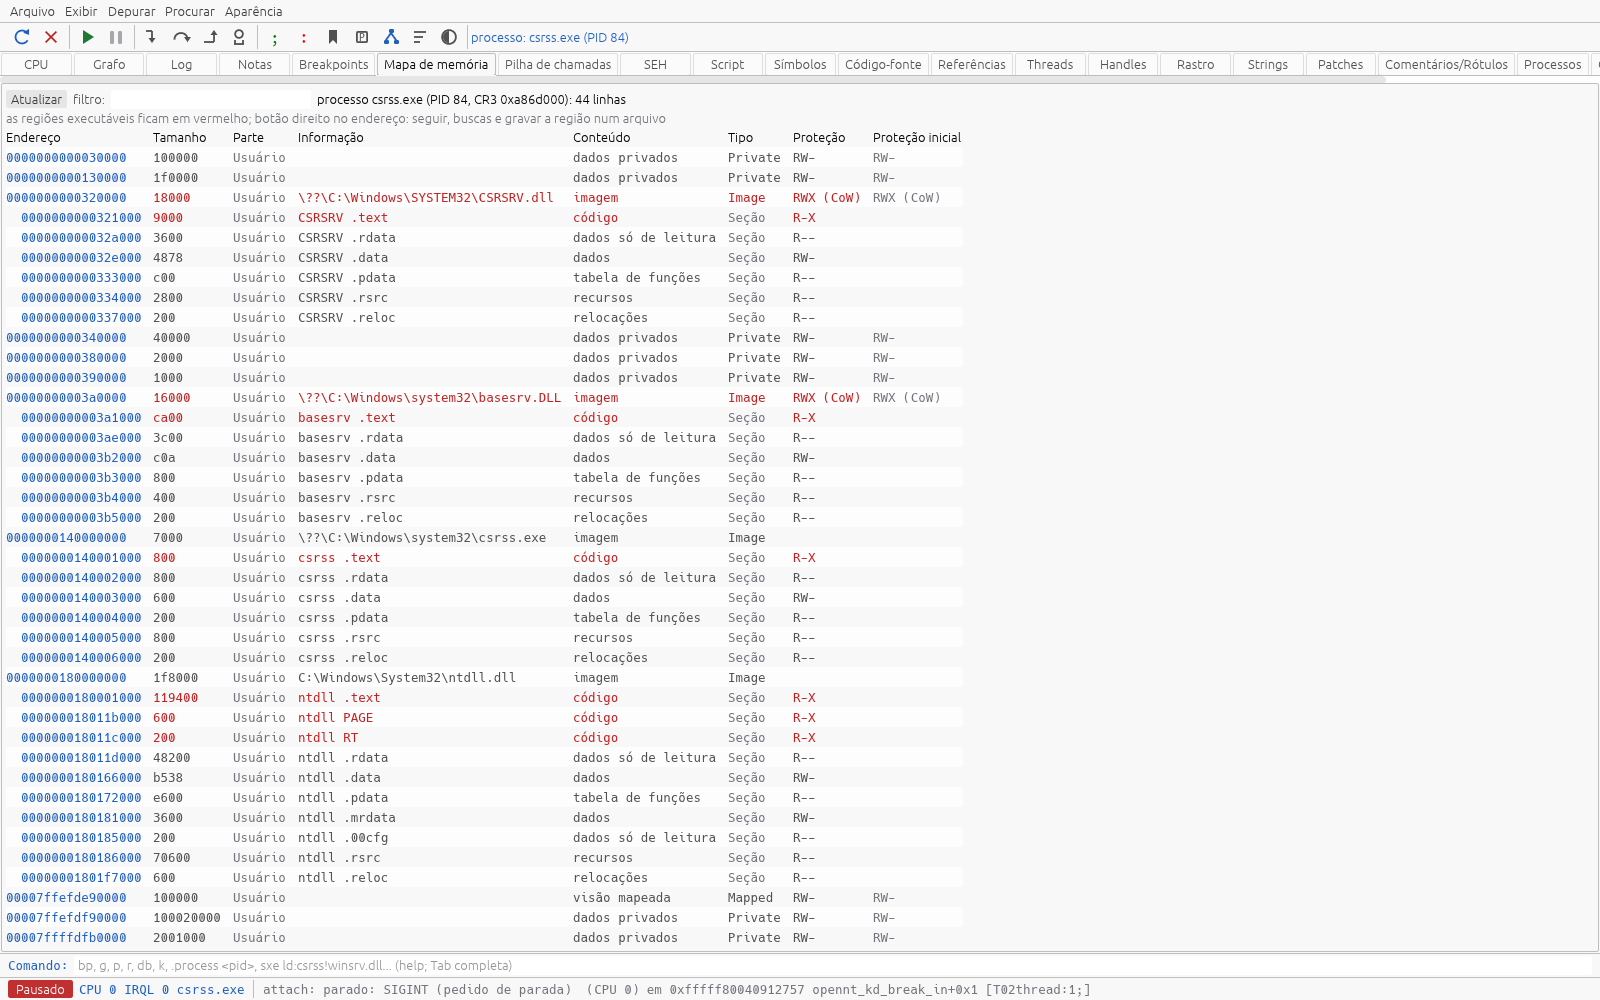 Arquivo Exibir Depurar Procurar Aparência
; : P processo: csrss.exe (PID 84)
CPU Grafo Log Notas Breakpoints Mapa de memória Pilha de chamadas SEH Script Símbolos Código-fonte Referências Threads Handles Rastro Strings Patches Comentários/Rótulos Processos
Atualizar filtro: processo csrss.exe (PID 84, CR3 0xa86d000): 44 linhas
as regiões executáveis ficam em vermelho; botão direito no endereço: seguir, buscas e gravar a região num arquivo
Endereço Tamanho Parte Informação Conteúdo Tipo Proteção Proteção inicial
0000000000030000 100000 Usuário dados privados Private RW- RW-
0000000000130000 1f0000 Usuário dados privados Private RW- RW-
0000000000320000 18000 Usuário \??\C:\Windows\SYSTEM32\CSRSRV.dll imagem Image RWX (CoW) RWX (CoW)
0000000000321000 9000 Usuário CSRSRV .text código Seção R-X
000000000032a000 3600 Usuário CSRSRV .rdata dados só de leitura Seção R--
000000000032e000 4878 Usuário CSRSRV .data dados Seção RW-
0000000000333000 c00 Usuário CSRSRV .pdata tabela de funções Seção R--
0000000000334000 2800 Usuário CSRSRV .rsrc recursos Seção R--
0000000000337000 200 Usuário CSRSRV .reloc relocações Seção R--
0000000000340000 40000 Usuário dados privados Private RW- RW-
0000000000380000 2000 Usuário dados privados Private RW- RW-
0000000000390000 1000 Usuário dados privados Private RW- RW-
00000000003a0000 16000 Usuário \??\C:\Windows\system32\basesrv.DLL imagem Image RWX (CoW) RWX (CoW)
00000000003a1000 ca00 Usuário basesrv .text código Seção R-X
00000000003ae000 3c00 Usuário basesrv .rdata dados só de leitura Seção R--
00000000003b2000 c0a Usuário basesrv .data dados Seção RW-
00000000003b3000 800 Usuário basesrv .pdata tabela de funções Seção R--
00000000003b4000 400 Usuário basesrv .rsrc recursos Seção R--
00000000003b5000 200 Usuário basesrv .reloc relocações Seção R--
0000000140000000 7000 Usuário \??\C:\Windows\system32\csrss.exe imagem Image
0000000140001000 800 Usuário csrss .text código Seção R-X
0000000140002000 800 Usuário csrss .rdata dados só de leitura Seção R--
0000000140003000 600 Usuário csrss .data dados Seção RW-
0000000140004000 200 Usuário csrss .pdata tabela de funções Seção R--
0000000140005000 800 Usuário csrss .rsrc recursos Seção R--
0000000140006000 200 Usuário csrss .reloc relocações Seção R--
0000000180000000 1f8000 Usuário C:\Windows\System32\ntdll.dll imagem Image
0000000180001000 119400 Usuário ntdll .text código Seção R-X
000000018011b000 600 Usuário ntdll PAGE código Seção R-X
000000018011c000 200 Usuário ntdll RT código Seção R-X
000000018011d000 48200 Usuário ntdll .rdata dados só de leitura Seção R--
0000000180166000 b538 Usuário ntdll .data dados Seção RW-
0000000180172000 e600 Usuário ntdll .pdata tabela de funções Seção R--
0000000180181000 3600 Usuário ntdll .mrdata dados Seção RW-
0000000180185000 200 Usuário ntdll .00cfg dados só de leitura Seção R--
0000000180186000 70600 Usuário ntdll .rsrc recursos Seção R--
00000001801f7000 600 Usuário ntdll .reloc relocações Seção R--
00007ffefde90000 100000 Usuário visão mapeada Mapped RW- RW-
00007ffefdf90000 100020000 Usuário dados privados Private RW- RW-
00007ffffdfb0000 2001000 Usuário dados privados Private RW- RW-
Comando: bp, g, p, r, db, k, .process <pid>, sxe ld:csrss!winsrv.dll... (help; Tab completa)
Pausado CPU 0 IRQL 0 csrss.exe attach: parado: SIGINT (pedido de parada) (CPU 0) em 0xfffff80040912757 opennt_kd_break_in+0x1 [T02thread:1;]